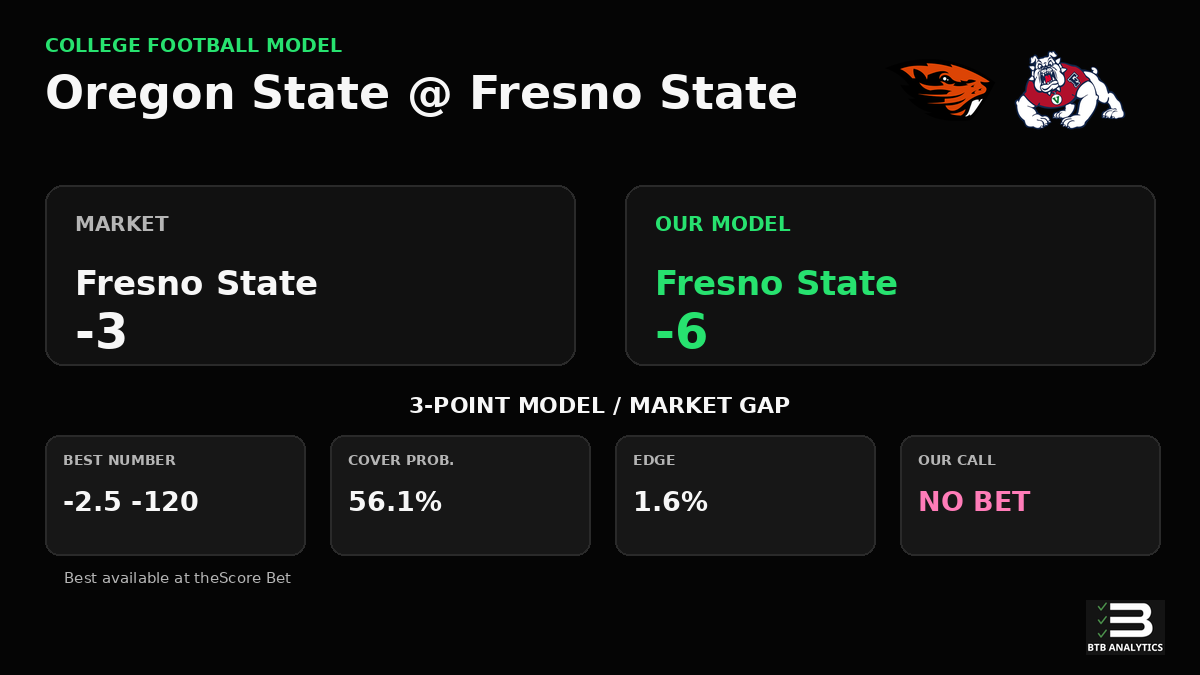 COLLEGE FOOTBALL MODEL
Oregon State @ Fresno State
MARKET
Fresno State
-3
OUR MODEL
Fresno State
-6
3-POINT MODEL / MARKET GAP
BEST NUMBER
-2.5 -120
COVER PROB.
56.1%
EDGE
1.6%
OUR CALL
NO BET
Best available at theScore Bet
BTB ANALYTICS